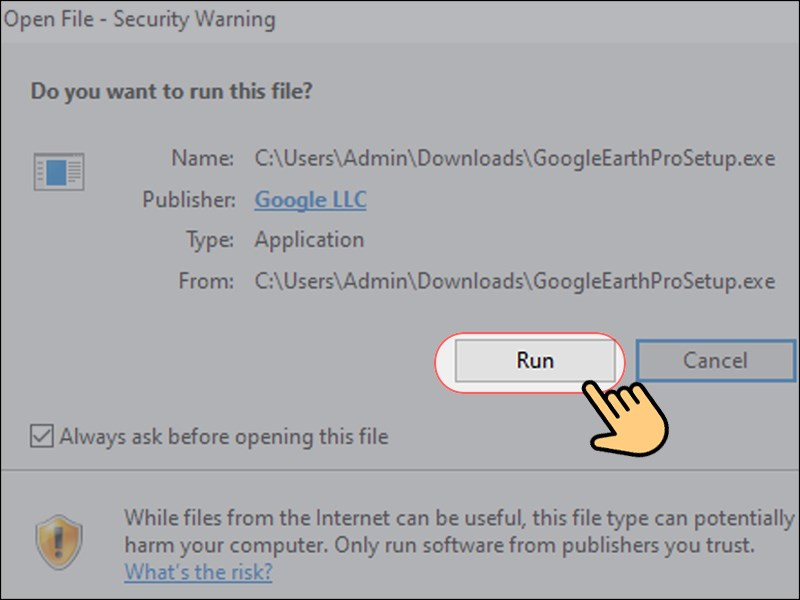 Open File - Security Warning
Do you want to run this file?
Name: C:\Users\Admin\Downloads\GoogleEarthProSetup.exe
Publisher: Google LLC
Type: Application
From: C:\Users\Admin\Downloads\GoogleEarthProSetup.exe
Run Cancel
Always ask before opening this file
While files from the Internet can be useful, this file type can potentially
harm your computer. Only run software from publishers you trust.
What's the risk?